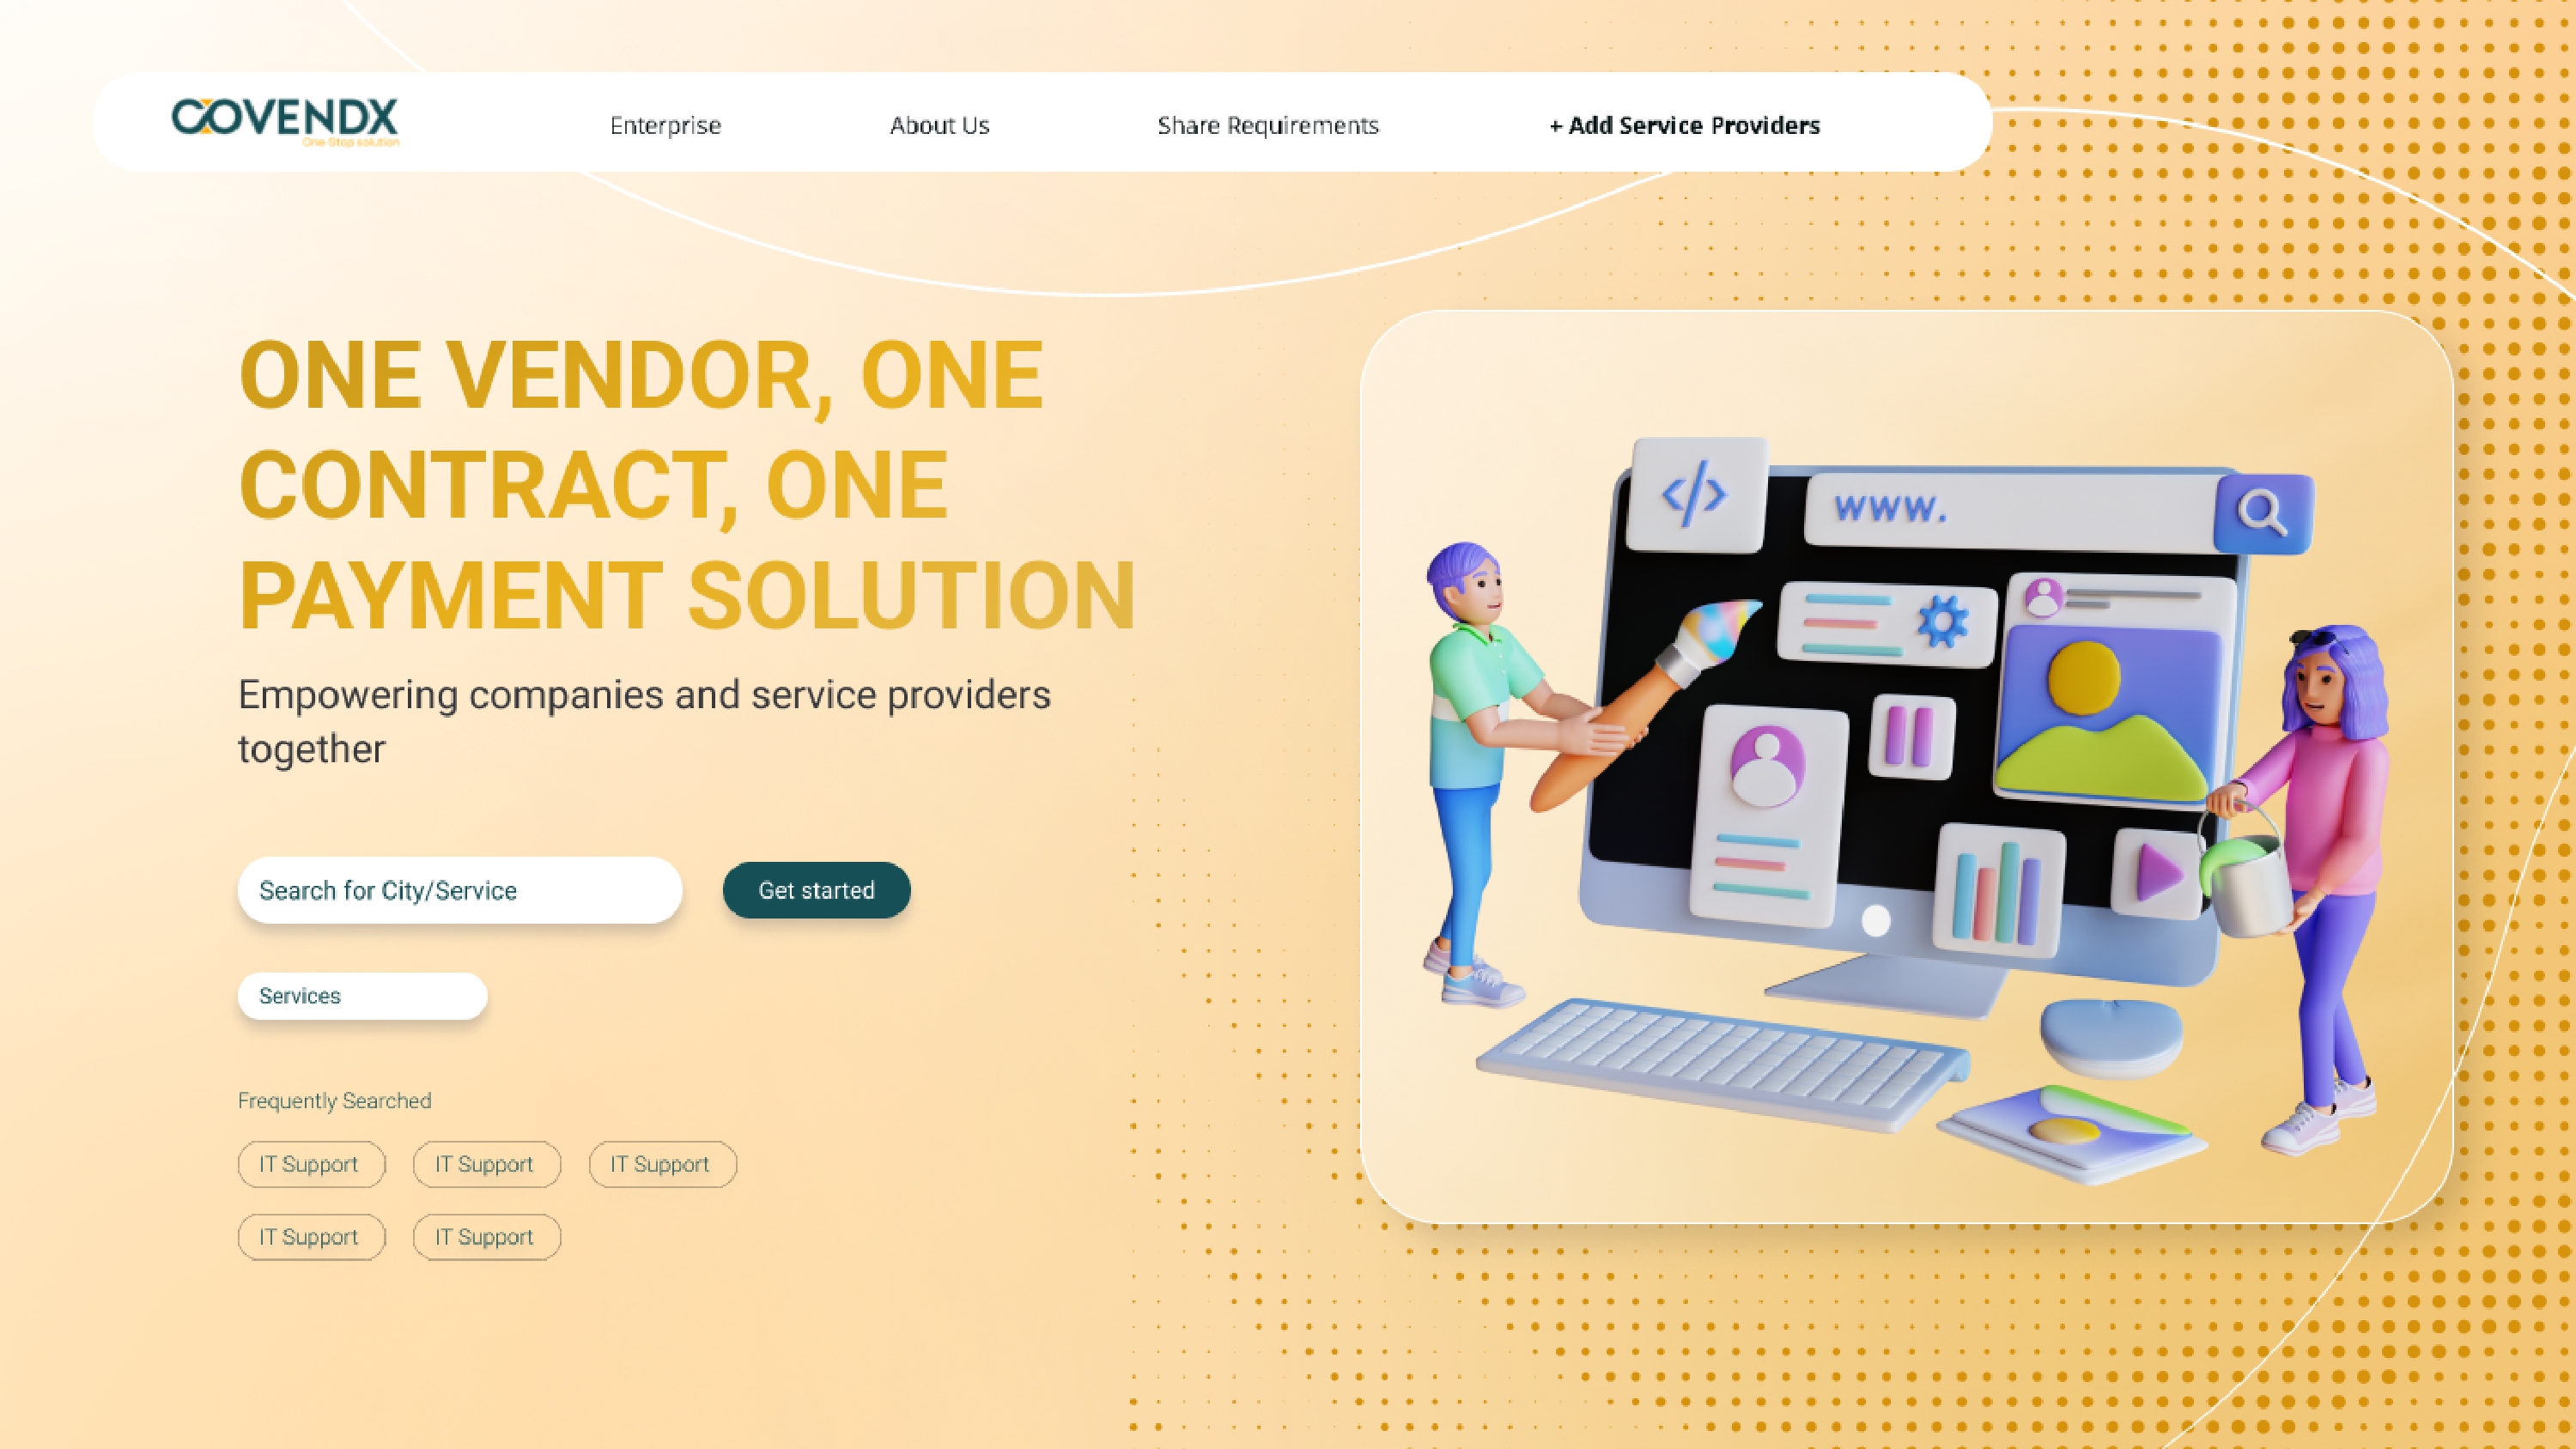 COVENDX
One-Stop solution
Enterprise
About Us
Share Requirements
+ Add Service Providers
ONE VENDOR, ONE
CONTRACT, ONE
PAYMENT SOLUTION
Empowering companies and service providers
together
Search for City/Service
Get started
Services
Frequently Searched
IT Support
IT Support
IT Support
IT Support
IT Support
</>
www.